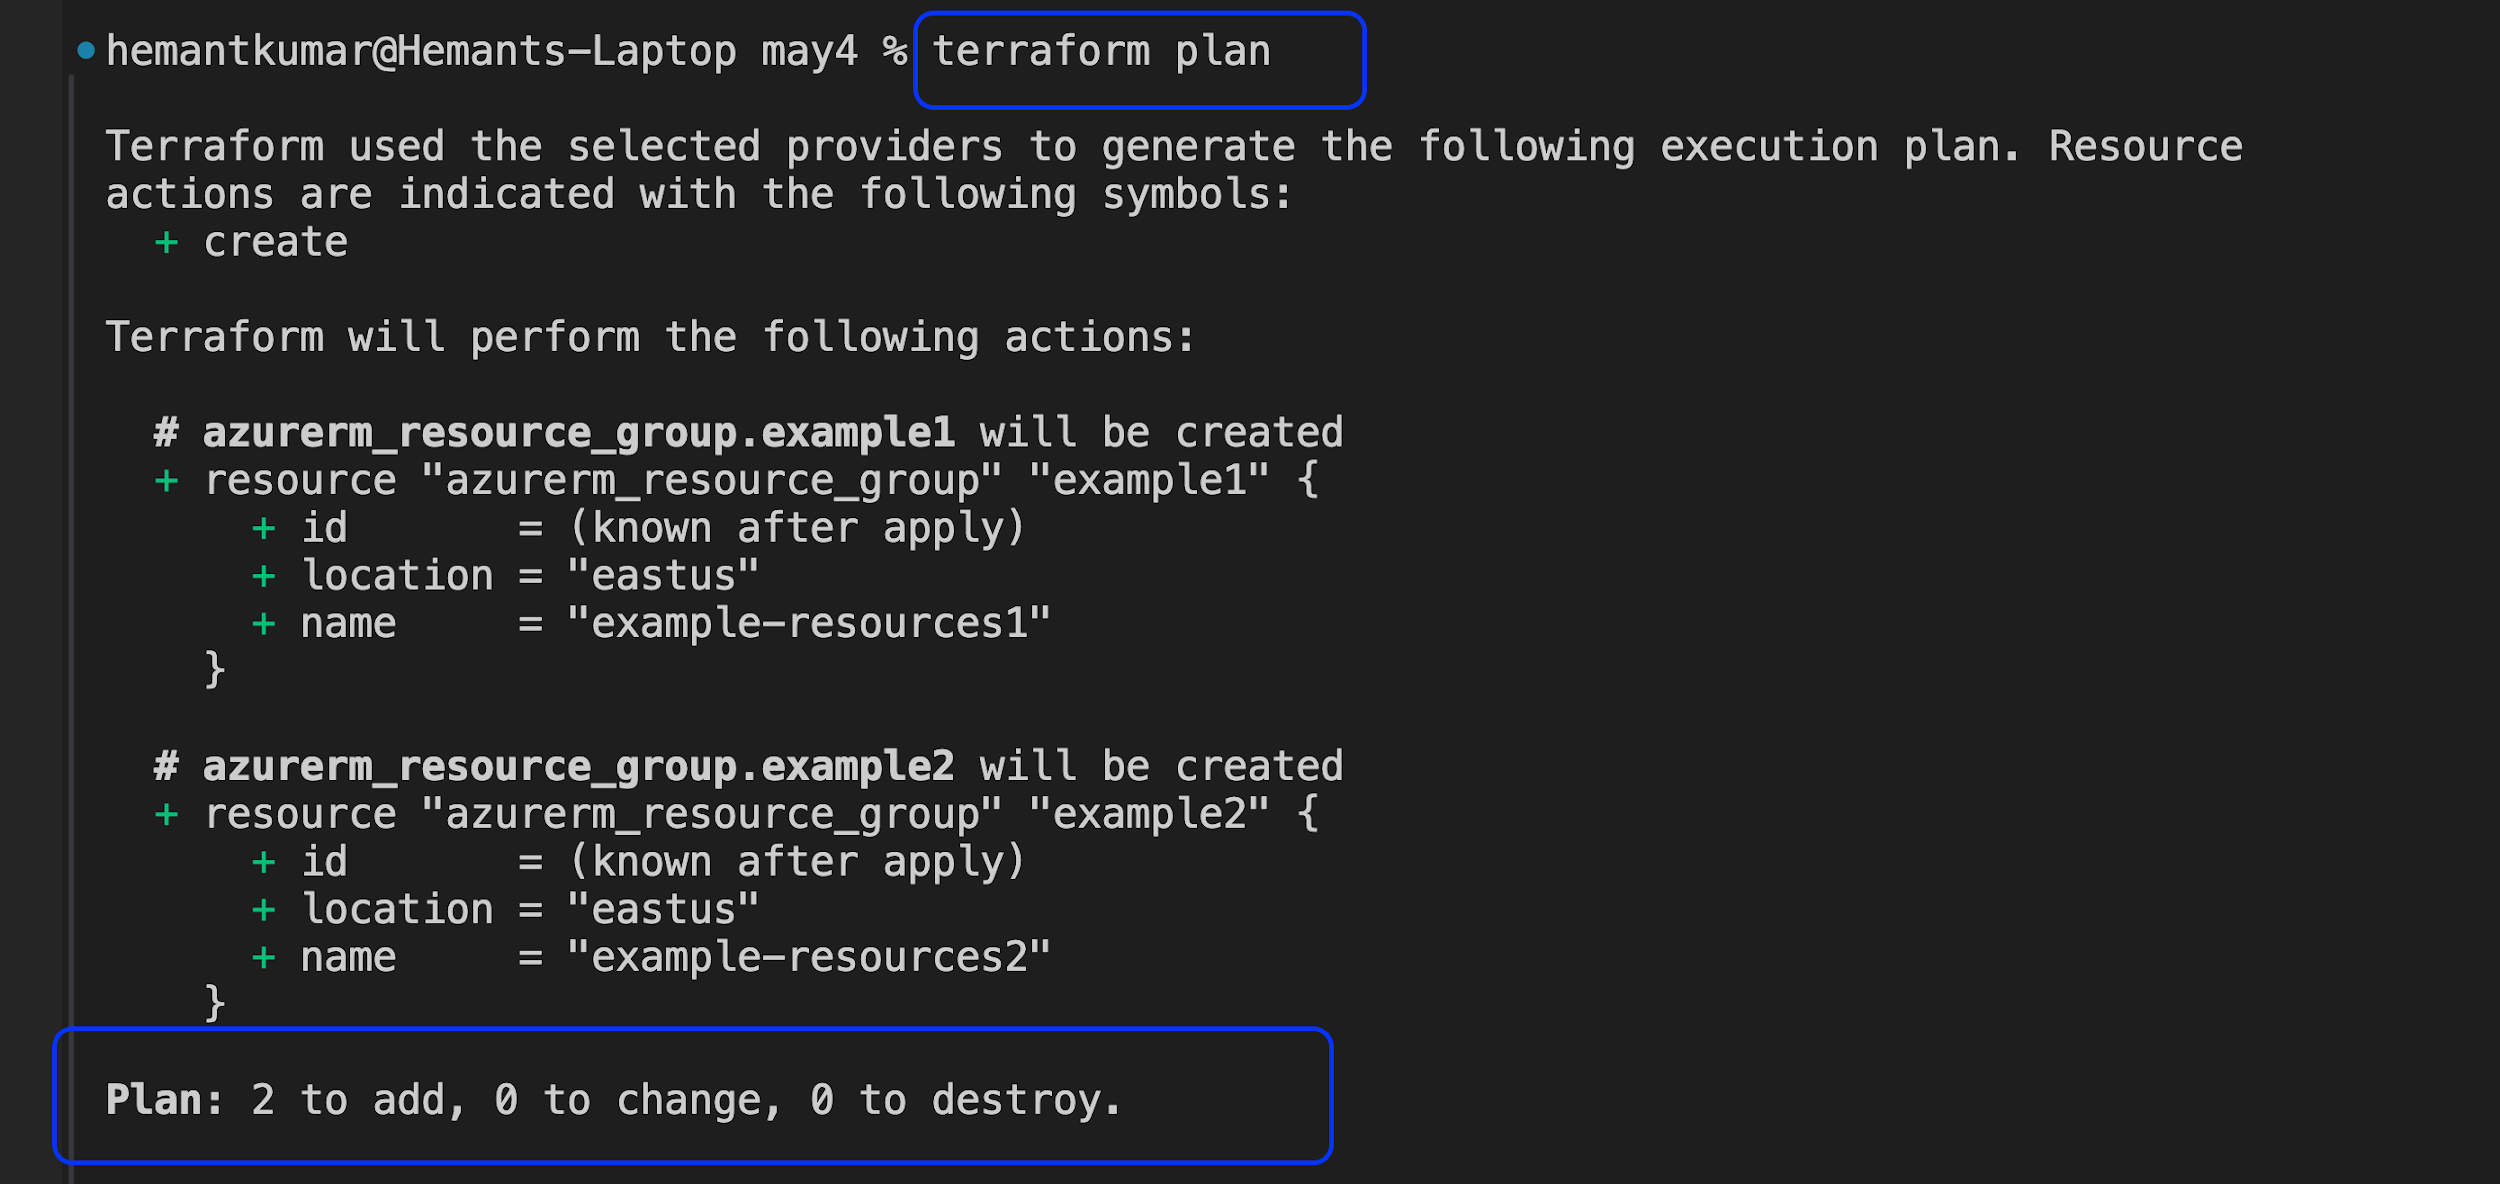 hemantkumar@Hemants-Laptop may4 % terraform plan
Terraform used the selected providers to generate the following execution plan. Resource
actions are indicated with the following symbols:
  + create
Terraform will perform the following actions:
  # azurerm_resource_group.example1 will be created
  + resource "azurerm_resource_group" "example1" {
      + id       = (known after apply)
      + location = "eastus"
      + name     = "example-resources1"
    }
  # azurerm_resource_group.example2 will be created
  + resource "azurerm_resource_group" "example2" {
      + id       = (known after apply)
      + location = "eastus"
      + name     = "example-resources2"
    }
Plan: 2 to add, 0 to change, 0 to destroy.